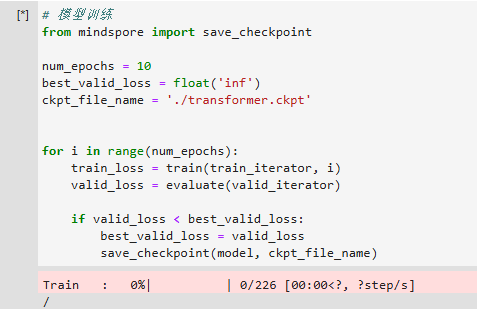 [*]
# 模型训练
from mindspore import save_checkpoint

num_epochs = 10
best_valid_loss = float('inf')
ckpt_file_name = './transformer.ckpt'


for i in range(num_epochs):
    train_loss = train(train_iterator, i)
    valid_loss = evaluate(valid_iterator)

    if valid_loss < best_valid_loss:
        best_valid_loss = valid_loss
        save_checkpoint(model, ckpt_file_name)
Train   :   0%|          | 0/226 [00:00<?, ?step/s]
/